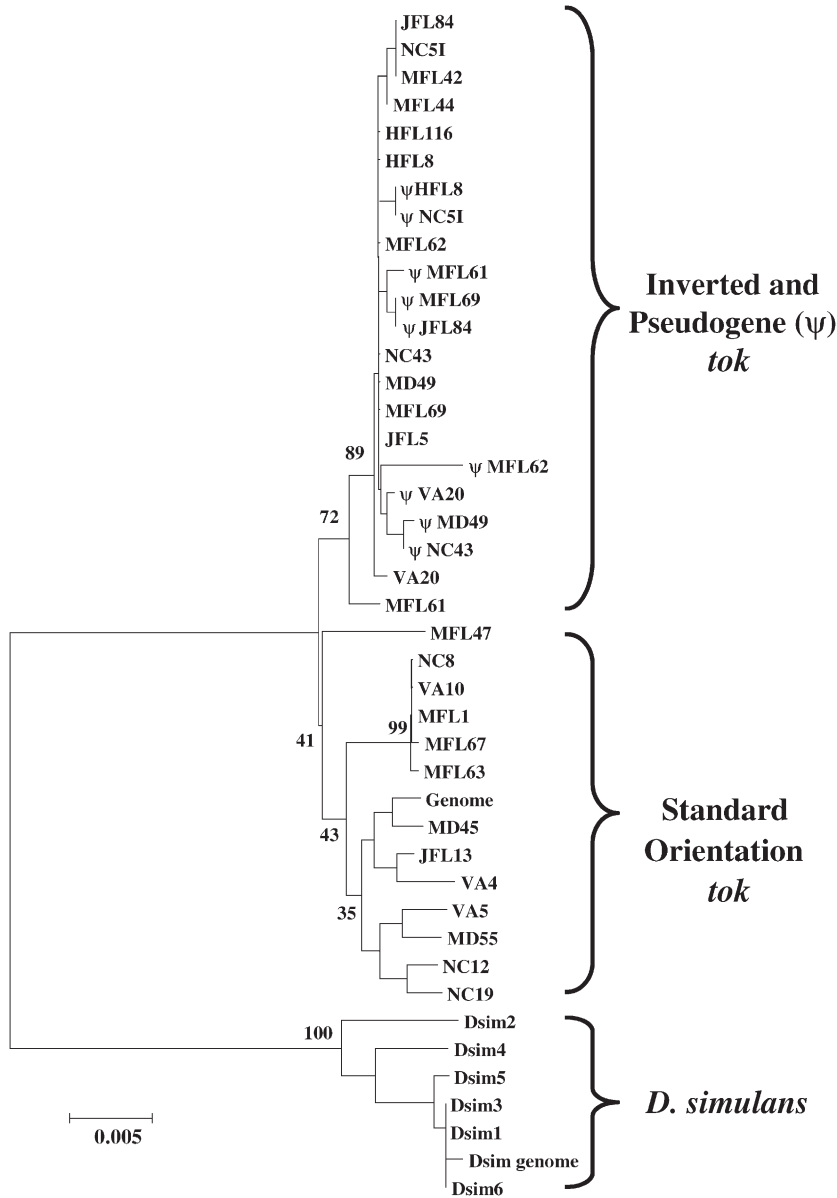 JFL84
NC5I
MFL42
MFL44
HFL116
HFL8
ψHFL8
ψ NC5I
MFL62
ψ MFL61
ψ MFL69
ψ JFL84
NC43
MD49
MFL69
JFL5
89
ψ MFL62
ψ VA20
72
ψ MD49
ψ NC43
VA20
MFL61
Inverted and
Pseudogene (ψ)
tok
MFL47
NC8
VA10
MFL1
99
41
MFL67
MFL63
Genome
43
MD45
JFL13
VA4
35
VA5
MD55
NC12
NC19
Standard
Orientation
tok
Dsim2
100
Dsim4
Dsim5
Dsim3
Dsim1
Dsim genome
Dsim6
D. simulans
0.005